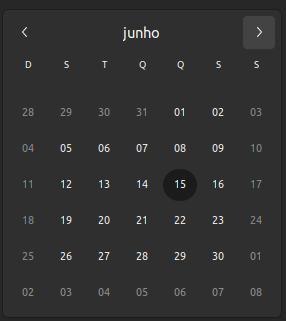 junho
D S T Q Q S S
28 29 30 31 01 02 03
04 05 06 07 08 09 10
11 12 13 14 15 16 17
18 19 20 21 22 23 24
25 26 27 28 29 30 01
02 03 04 05 06 07 08